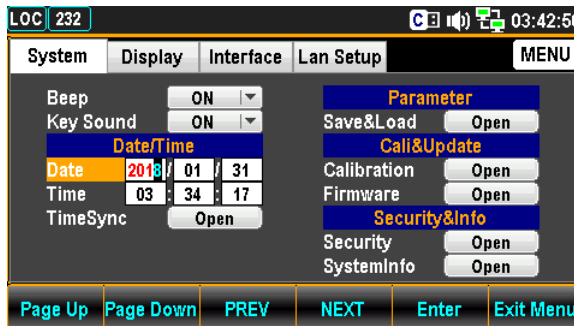 LOC 232 C 03:42:56
System Display Interface Lan Setup MENU
Beep ON
Key Sound ON
Date/Time
Date 2018 / 01 / 31
Time 03 : 34 : 17
TimeSync Open
Parameter
Save&Load Open
Cali&Update
Calibration Open
Firmware Open
Security&Info
Security Open
SystemInfo Open
Page Up Page Down PREV NEXT Enter Exit Menu